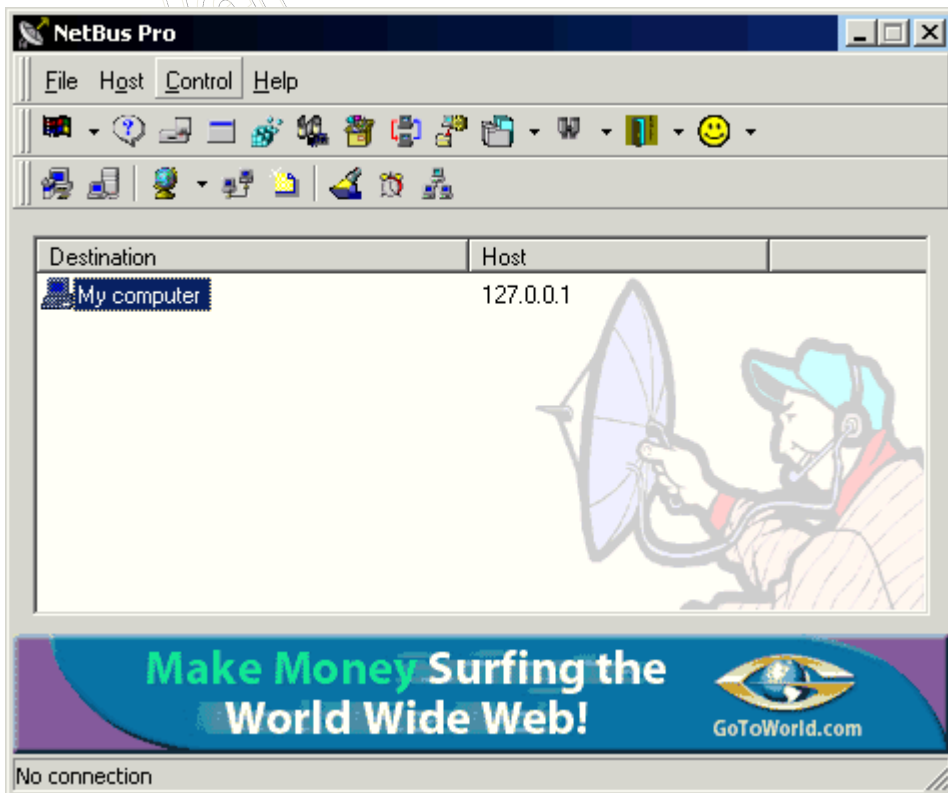 NetBus Pro
File Host Control Help
Destination Host
My computer 127.0.0.1
Make Money Surfing the
World Wide Web!
GoToWorld.com
No connection